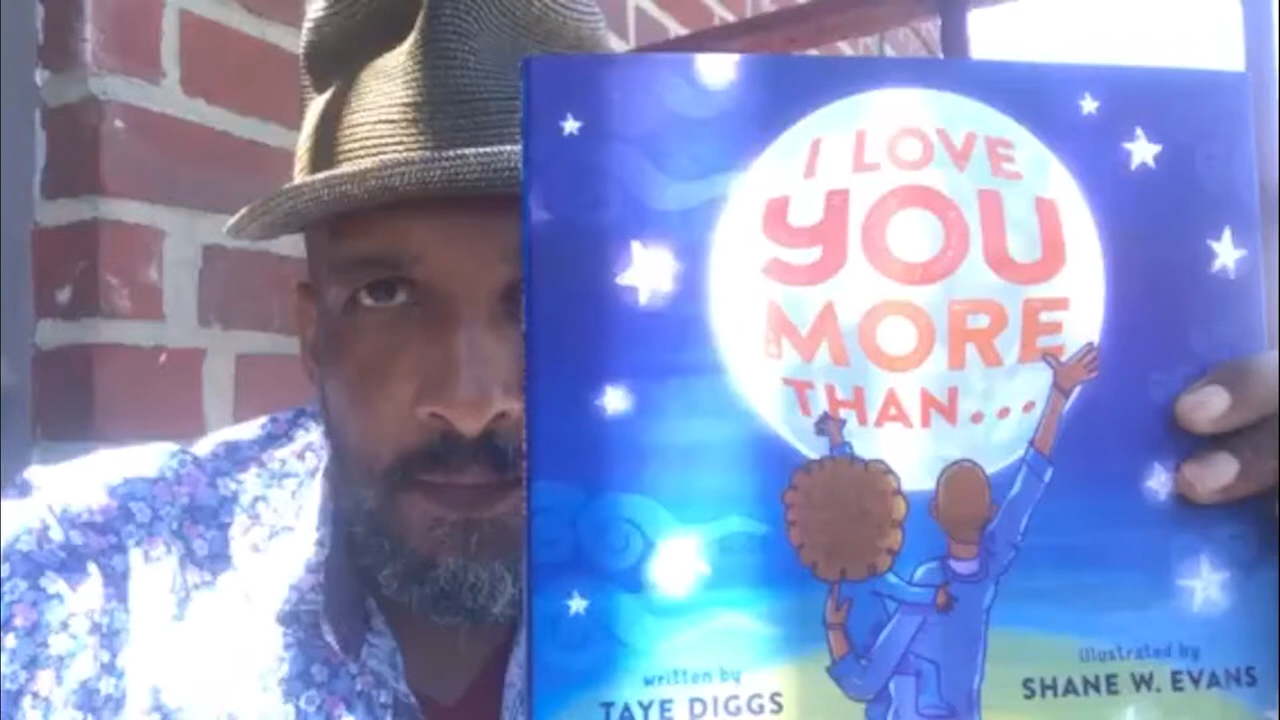 I LOVE
YOU
MORE
THAN...
written by
TAYE DIGGS
illustrated by
SHANE W. EVANS